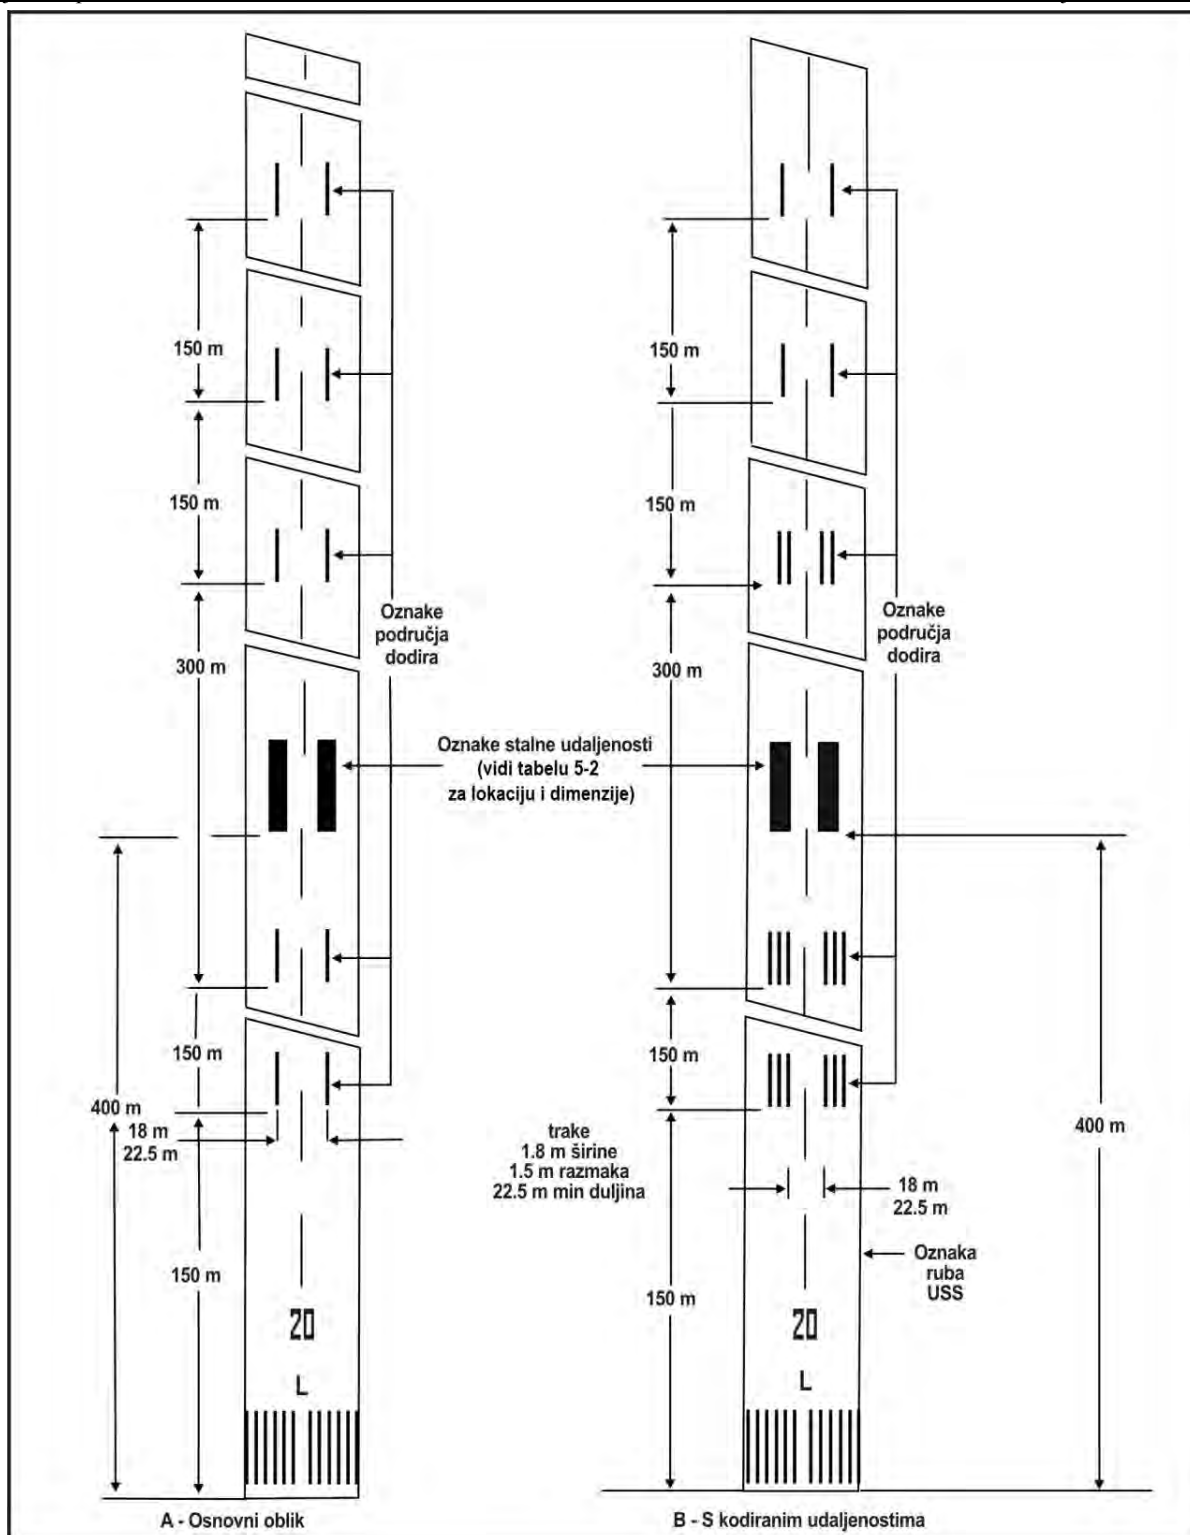 150 m
150 m
150 m
150 m
Oznake
područja
dodira
Oznake
područja
dodira
300 m
300 m
Oznake stalne udaljenosti
(vidi tabelu 5-2
za lokaciju i dimenzije)
150 m
150 m
400 m
18 m
22.5 m
trake
1.8 m širine
1.5 m razmaka
22.5 m min duljina
400 m
18 m
22.5 m
Oznaka
ruba
USS
150 m
150 m
20
L
20
L
A - Osnovni oblik
B - S kodiranim udaljenostima